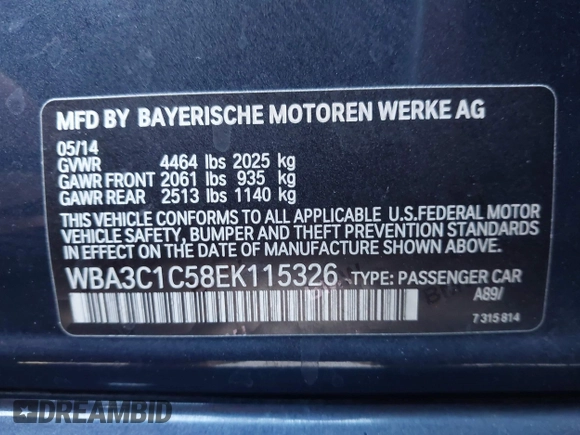 MFD BY BAYERISCHE MOTOREN WERKE AG
05/14
GVWR 4464 lbs 2025 kg
GAWR FRONT 2061 lbs 935 kg
GAWR REAR 2513 lbs 1140 kg
THIS VEHICLE CONFORMS TO ALL APPLICABLE U.S.FEDERAL MOTOR
VEHICLE SAFETY, BUMPER AND THEFT PREVENTION STANDARDS
IN EFFECT ON THE DATE OF MANUFACTURE SHOWN ABOVE.
WBA3C1C58EK115326 TYPE: PASSENGER CAR
A89/
7 315 814
DREAMBID